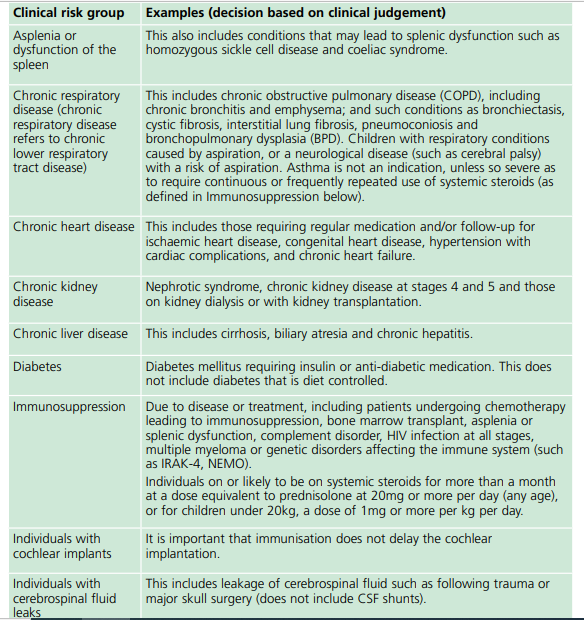 Clinical risk group
Examples (decision based on clinical judgement)
Asplenia or
dysfunction of the
spleen
This also includes conditions that may lead to splenic dysfunction such as
homozygous sickle cell disease and coeliac syndrome.
Chronic respiratory
disease (chronic
respiratory disease
refers to chronic
lower respiratory
tract disease)
This includes chronic obstructive pulmonary disease (COPD), including
chronic bronchitis and emphysema; and such conditions as bronchiectasis,
cystic fibrosis, interstitial lung fibrosis, pneumoconiosis and
bronchopulmonary dysplasia (BPD). Children with respiratory conditions
caused by aspiration, or a neurological disease (such as cerebral palsy)
with a risk of aspiration. Asthma is not an indication, unless so severe as
to require continuous or frequently repeated use of systemic steroids (as
defined in Immunosuppression below).
Chronic heart disease
This includes those requiring regular medication and/or follow-up for
ischaemic heart disease, congenital heart disease, hypertension with
cardiac complications, and chronic heart failure.
Chronic kidney
disease
Nephrotic syndrome, chronic kidney disease at stages 4 and 5 and those
on kidney dialysis or with kidney transplantation.
Chronic liver disease
This includes cirrhosis, biliary atresia and chronic hepatitis.
Diabetes
Diabetes mellitus requiring insulin or anti-diabetic medication. This does
not include diabetes that is diet controlled.
Immunosuppression
Due to disease or treatment, including patients undergoing chemotherapy
leading to immunosuppression, bone marrow transplant, asplenia or
splenic dysfunction, complement disorder, HIV infection at all stages,
multiple myeloma or genetic disorders affecting the immune system (such
as IRAK-4, NEMO).
Individuals on or likely to be on systemic steroids for more than a month
at a dose equivalent to prednisolone at 20mg or more per day (any age),
or for children under 20kg, a dose of 1mg or more per kg per day.
Individuals with
cochlear implants
It is important that immunisation does not delay the cochlear
implantation.
Individuals with
cerebrospinal fluid
leaks
This includes leakage of cerebrospinal fluid such as following trauma or
major skull surgery (does not include CSF shunts).